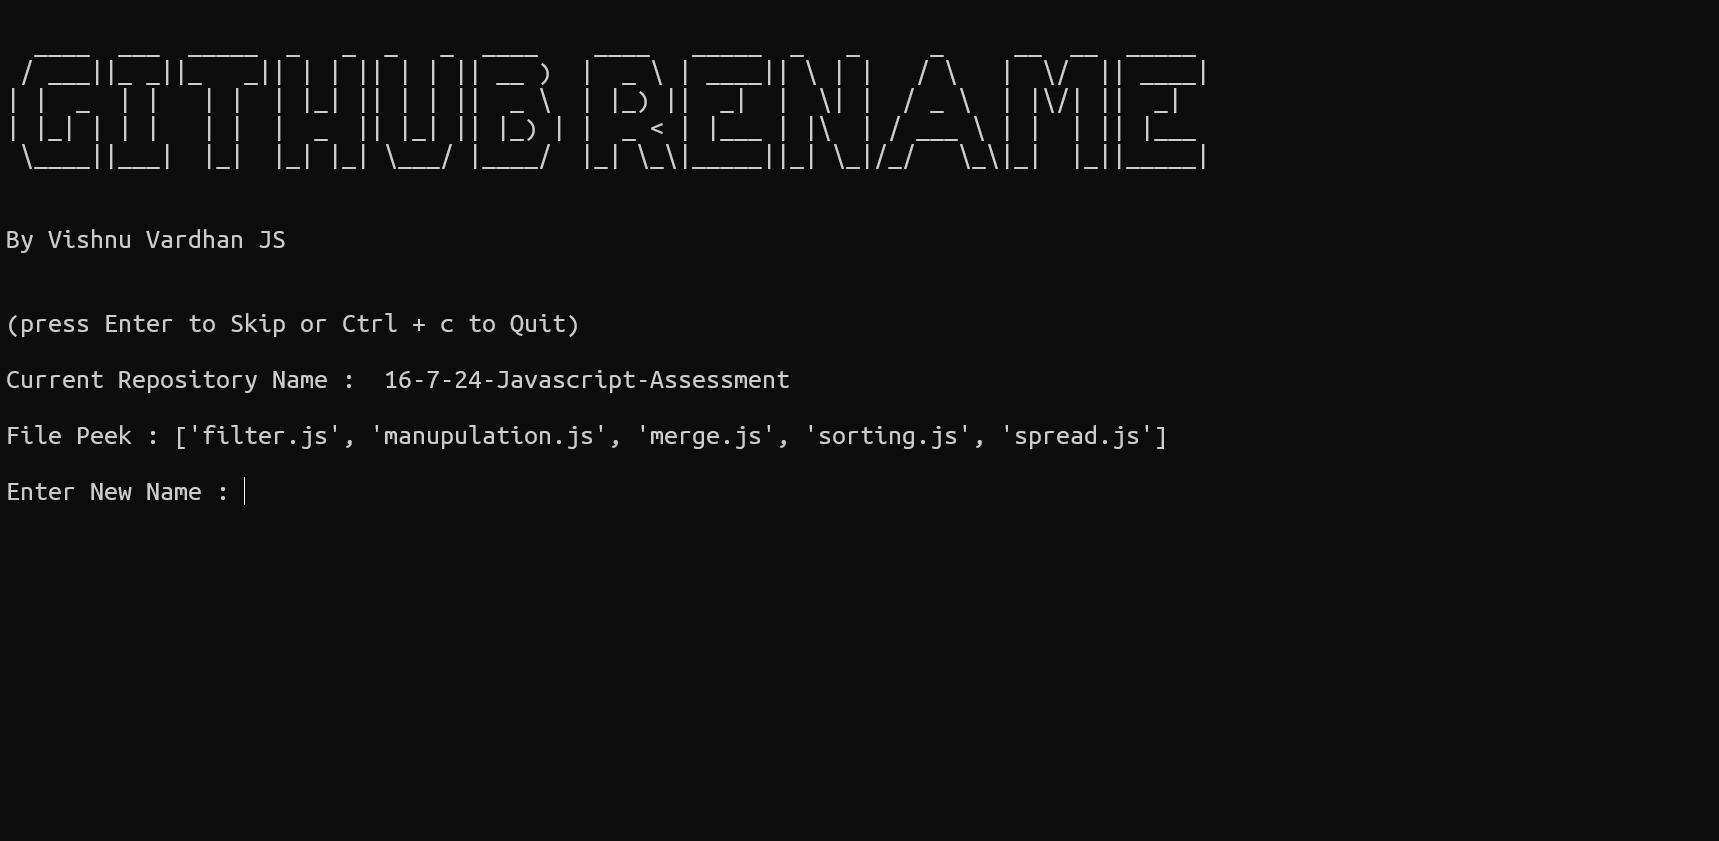 GITHUB RENAME
By Vishnu Vardhan JS
(press Enter to Skip or Ctrl + c to Quit)
Current Repository Name :  16-7-24-Javascript-Assessment
File Peek : ['filter.js', 'manupulation.js', 'merge.js', 'sorting.js', 'spread.js']
Enter New Name :